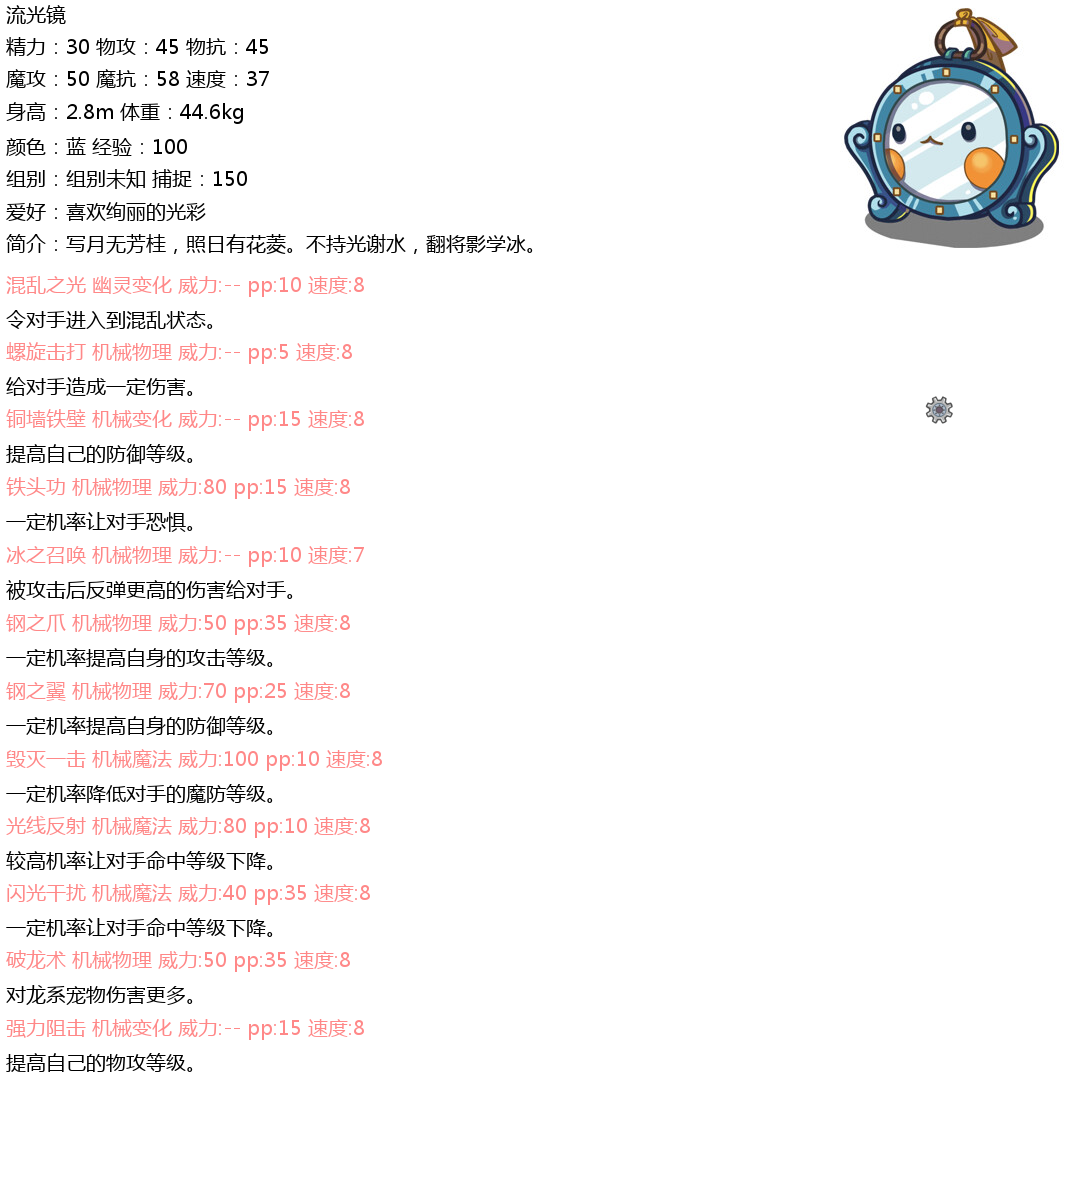 流光镜
精力：30 物攻：45 物抗：45
魔攻：50 魔抗：58 速度：37
身高：2.8m 体重：44.6kg
颜色：蓝 经验：100
组别：组别未知 捕捉：150
爱好：喜欢绚丽的光彩
简介：写月无芳桂，照日有花菱。不持光谢水，翻将影学冰。
混乱之光 幽灵变化 威力:-- pp:10 速度:8
令对手进入到混乱状态。
螺旋击打 机械物理 威力:-- pp:5 速度:8
给对手造成一定伤害。
铜墙铁壁 机械变化 威力:-- pp:15 速度:8
提高自己的防御等级。
铁头功 机械物理 威力:80 pp:15 速度:8
一定机率让对手恐惧。
冰之召唤 机械物理 威力:-- pp:10 速度:7
被攻击后反弹更高的伤害给对手。
钢之爪 机械物理 威力:50 pp:35 速度:8
一定机率提高自身的攻击等级。
钢之翼 机械物理 威力:70 pp:25 速度:8
一定机率提高自身的防御等级。
毁灭一击 机械魔法 威力:100 pp:10 速度:8
一定机率降低对手的魔防等级。
光线反射 机械魔法 威力:80 pp:10 速度:8
较高机率让对手命中等级下降。
闪光干扰 机械魔法 威力:40 pp:35 速度:8
一定机率让对手命中等级下降。
破龙术 机械物理 威力:50 pp:35 速度:8
对龙系宠物伤害更多。
强力阻击 机械变化 威力:-- pp:15 速度:8
提高自己的物攻等级。